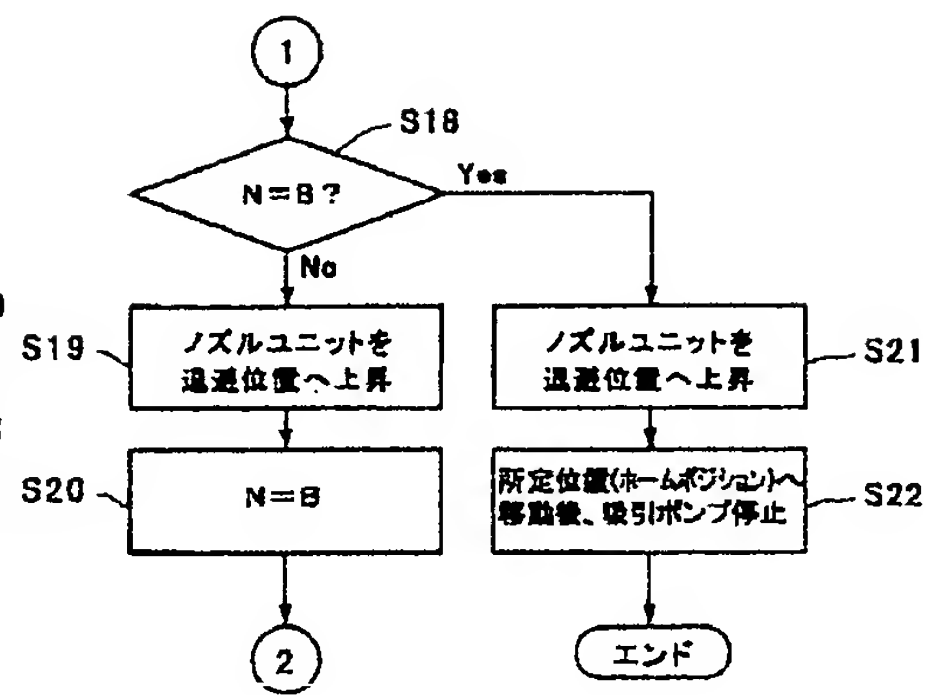 1
S18
N=B?
Yes
No
S19
ノズルユニットを
退避位置へ上昇
ノズルユニットを
退避位置へ上昇
S21
S20
N=B
所定位置(ホームポジション)へ
移動後、吸引ポンプ停止
S22
2
エンド